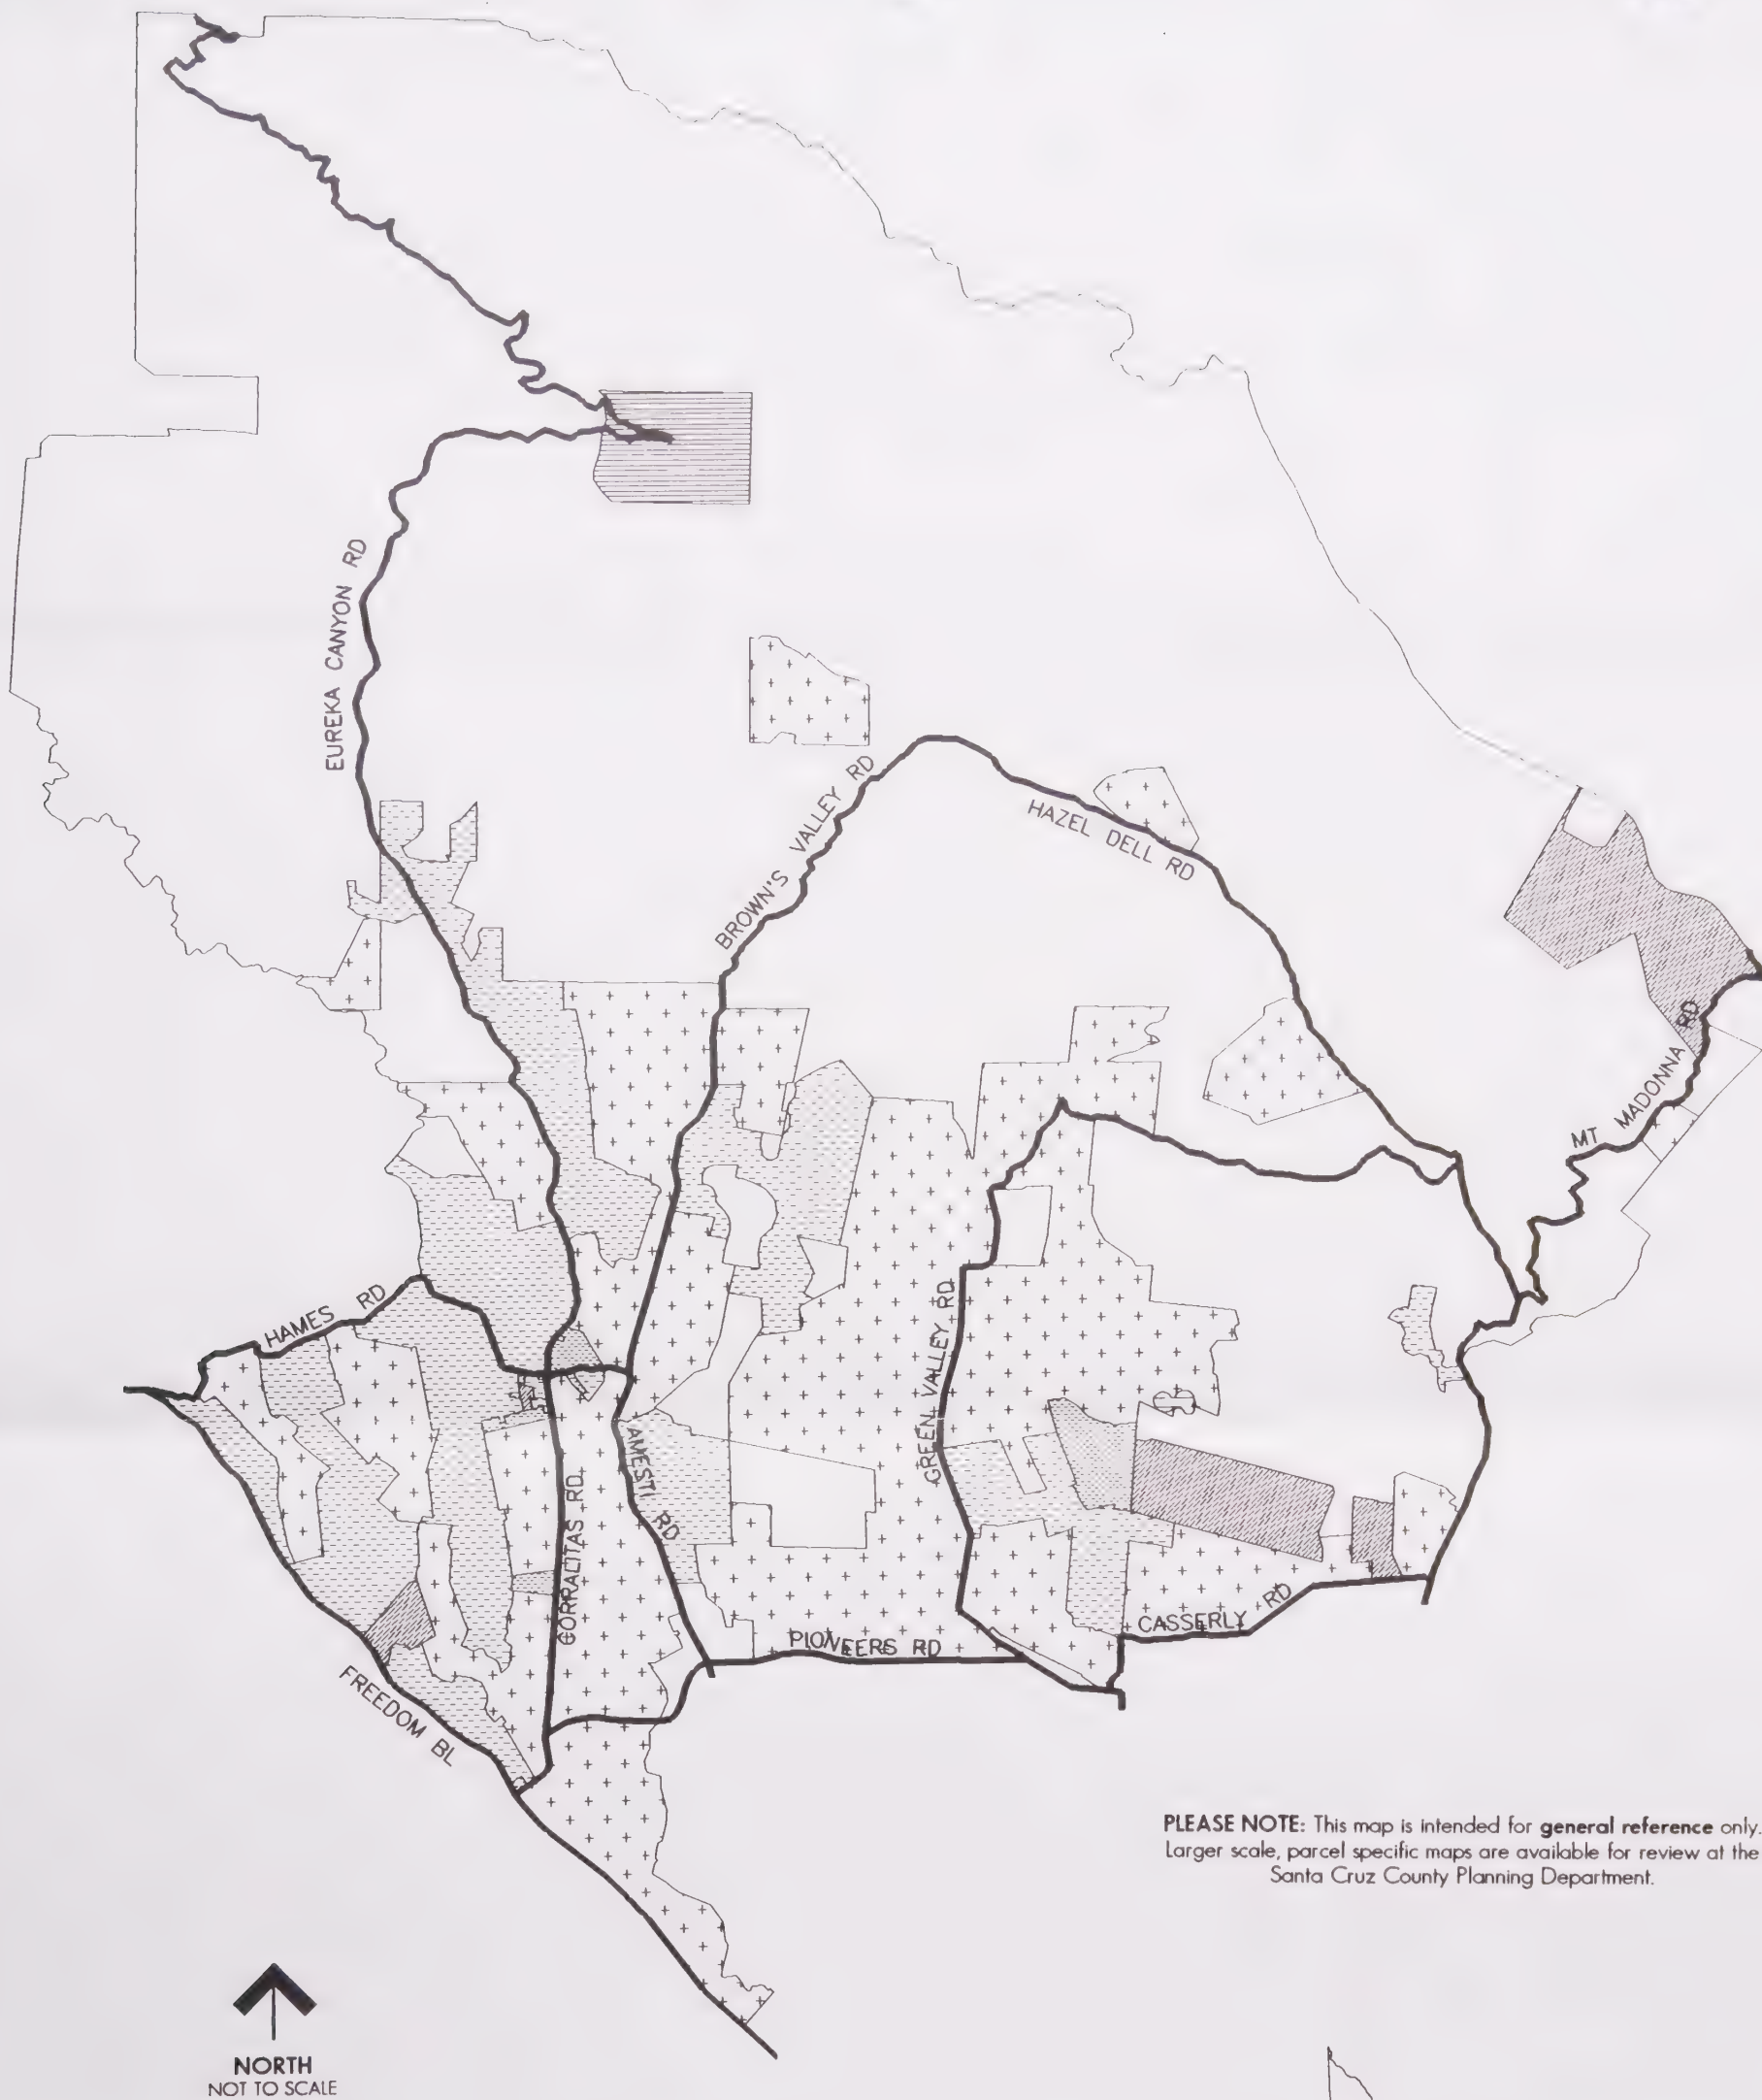 EUREKA CANYON RD
BROWN'S VALLEY RD
HAZEL DELL RD
MT MADONNA RD
HAMES RD
GREEN VALLEY RD
AMESTI RD
CORRALITAS RD
CASSERLY RD
PIONEERS RD
FREEDOM BL
PLEASE NOTE: This map is intended for general reference only.
Larger scale, parcel specific maps are available for review at the
Santa Cruz County Planning Department.
NORTH
NOT TO SCALE